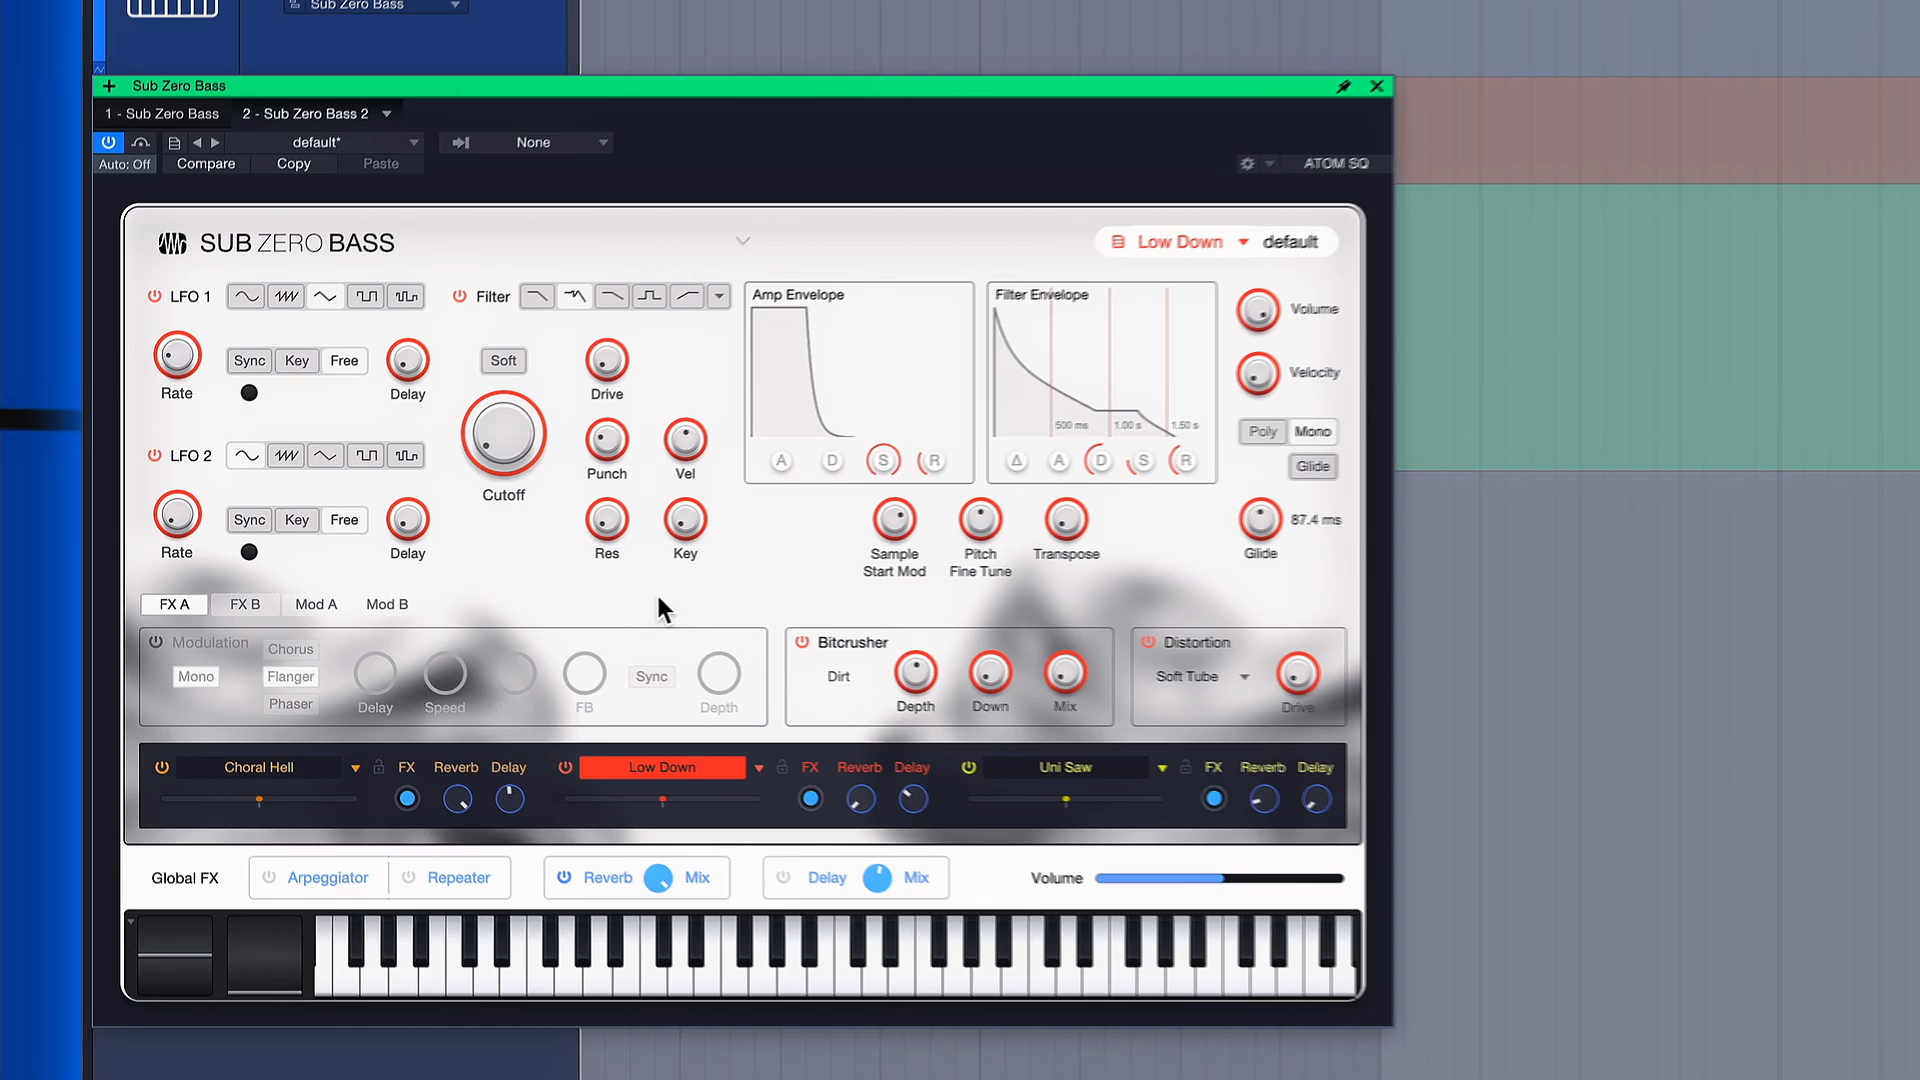 Sub Zero Bass
Sub Zero Bass
1 - Sub Zero Bass 2 - Sub Zero Bass 2
default* None
Auto: Off Compare Copy Paste ATOM SQ
SUB ZERO BASS Low Down default
LFO 1 Filter Amp Envelope Filter Envelope
Volume
Sync Key Free Soft
Rate Delay Drive Velocity
500 ms 1.00 s 1.50 s
Poly Mono
LFO 2 A D S R Δ A D S R
Glide
Punch Vel
Cutoff
Sync Key Free 87.4 ms
Rate Delay Res Key Sample Start Mod Pitch Fine Tune Transpose Glide
FX A FX B Mod A Mod B
Modulation Chorus Bitcrusher Distortion
Mono Flanger Sync Dirt Soft Tube
Phaser Delay Speed FB Depth Depth Down Mix Drive
Choral Hell FX Reverb Delay Low Down FX Reverb Delay Uni Saw FX Reverb Delay
Global FX Arpeggiator Repeater Reverb Mix Delay Mix Volume